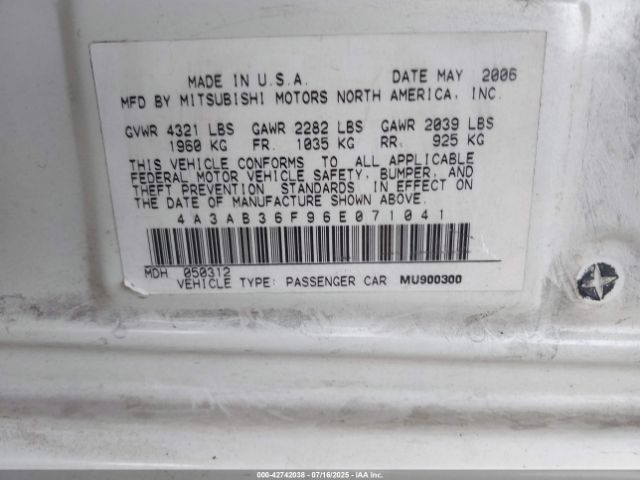 MADE IN U.S.A. DATE MAY 2006
MFD BY MITSUBISHI MOTORS NORTH AMERICA, INC.
GVWR 4321 LBS GAWR 2282 LBS GAWR 2039 LBS
1960 KG FR. 1035 KG RR. 925 KG
THIS VEHICLE CONFORMS TO ALL APPLICABLE
FEDERAL MOTOR VEHICLE SAFETY, BUMPER, AND
THEFT PREVENTION STANDARDS IN EFFECT ON
THE DATE OF MANUFACTURE SHOWN ABOVE.
4A3AB36F96E071041
MDH 050312
VEHICLE TYPE: PASSENGER CAR MU900300
000-42742038 - 07/16/2025 - IAA Inc.